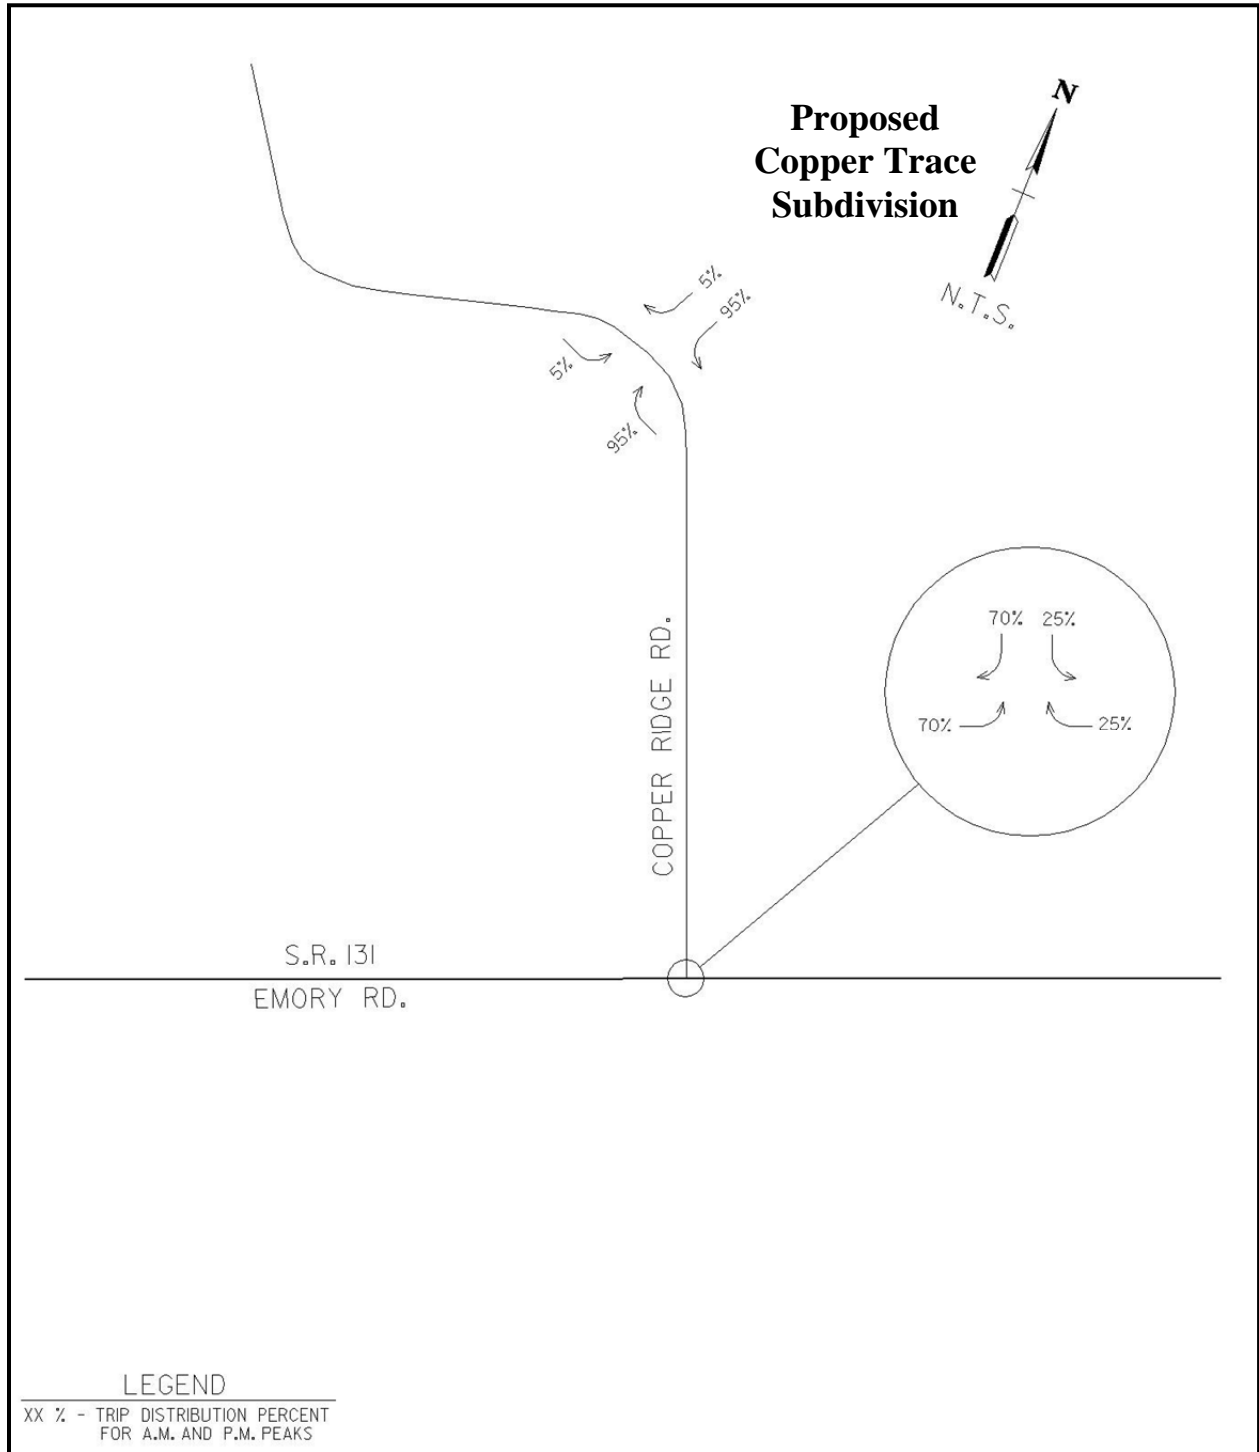 Proposed
Copper Trace
Subdivision
N
N.T.S.
5%
95%
5%
95%
70% 25%
70% 25%
COPPER RIDGE RD.
S.R. 131
EMORY RD.
LEGEND
XX % - TRIP DISTRIBUTION PERCENT
FOR A.M. AND P.M. PEAKS